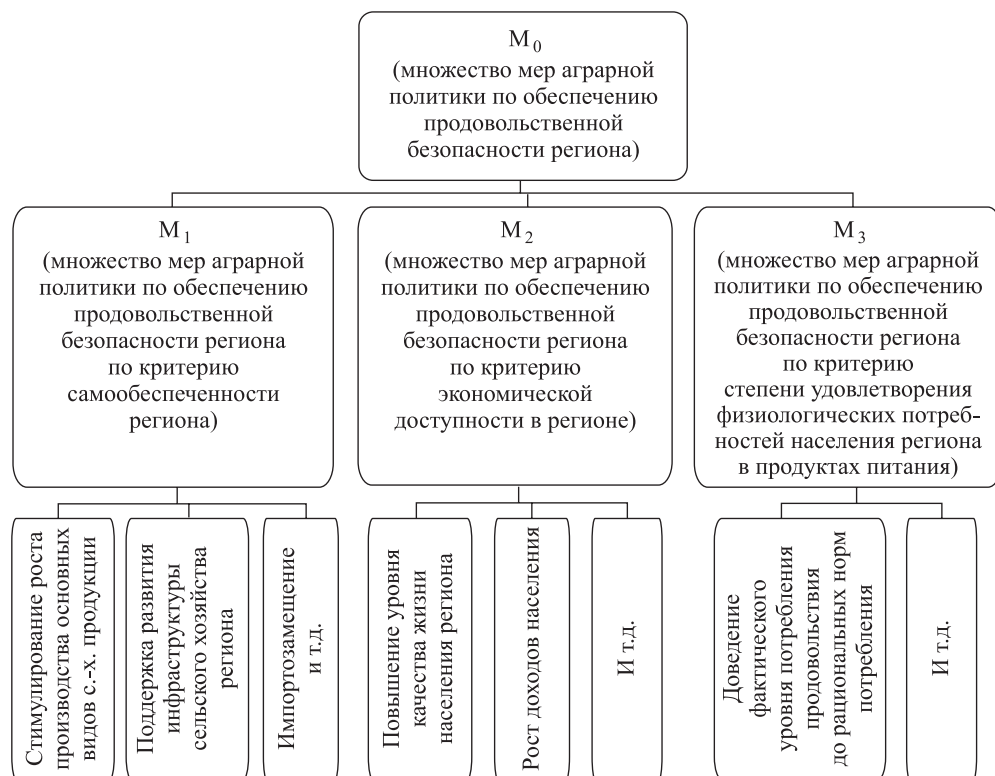 M0
(множество мер аграрной
политики по обеспечению
продовольственной
безопасности региона)
M1
(множество мер аграрной
политики по обеспечению
продовольственной
безопасности региона
по критерию
самообеспеченности
региона)
M2
(множество мер аграрной
политики по обеспечению
продовольственной
безопасности региона
по критерию
экономической
доступности в регионе)
M3
(множество мер аграрной
политики по обеспечению
продовольственной
безопасности региона
по критерию
степени удовлетворения
физиологических потреб-
ностей населения региона
в продуктах питания)
Стимулирование роста
производства основных
видов с.-х. продукции
Поддержка развития
инфраструктуры
сельского хозяйства
региона
Импортозамещение
и т.д.
Повышение уровня
качества жизни
населения региона
Рост доходов населения
И т.д.
Доведение
фактического
уровня потребления
продовольствия
до рациональных норм
потребления
И т.д.